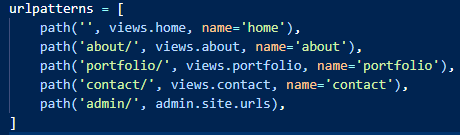 urlpatterns = [
    path('', views.home, name='home'),
    path('about/', views.about, name='about'),
    path('portfolio/', views.portfolio, name='portfolio'),
    path('contact/', views.contact, name='contact'),
    path('admin/', admin.site.urls),
]